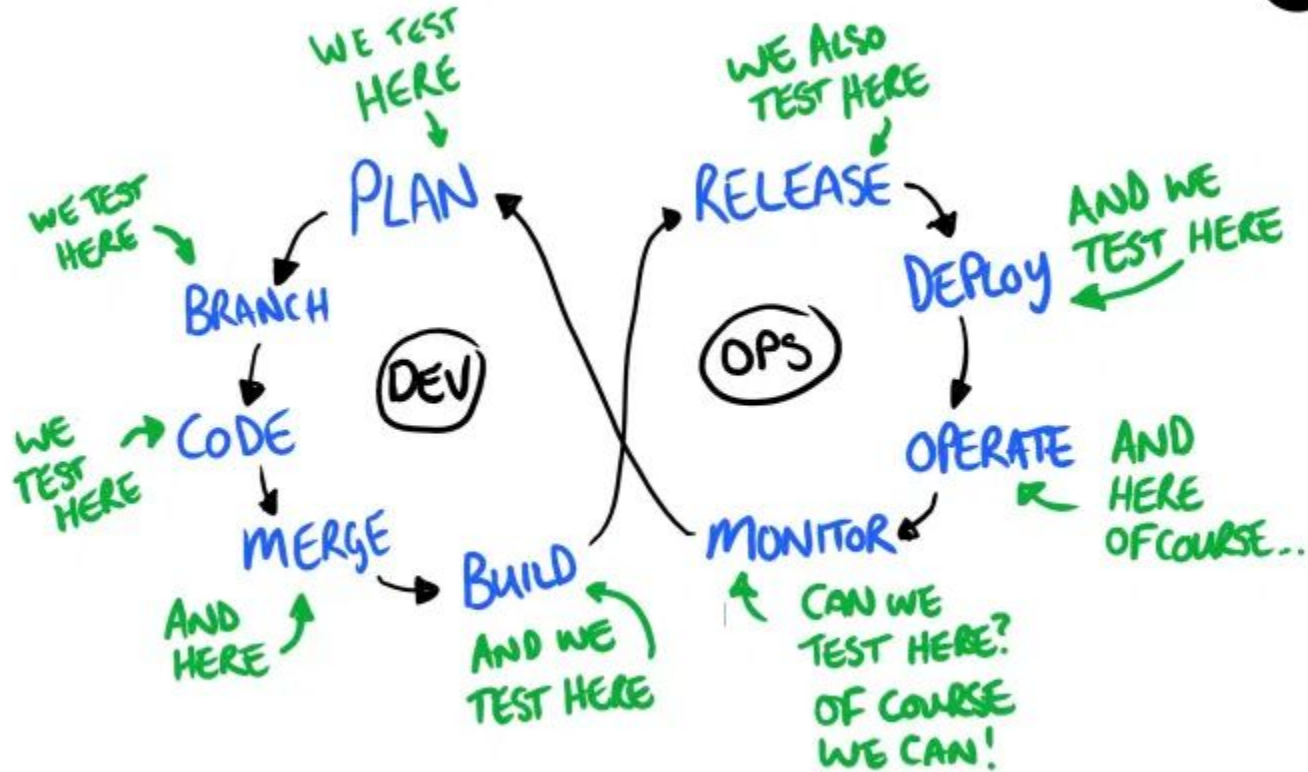 WE TEST
HERE
PLAN
WE TEST
HERE
BRANCH
WE
TEST
HERE
CODE
DEV
MERGE
AND
HERE
BUILD
AND WE
TEST HERE
WE ALSO
TEST HERE
RELEASE
AND WE
TEST HERE
DEPLOY
OPS
OPERATE
AND
HERE
OFCOURSE...
MONITOR
CAN WE
TEST HERE?
OF COURSE
WE CAN!